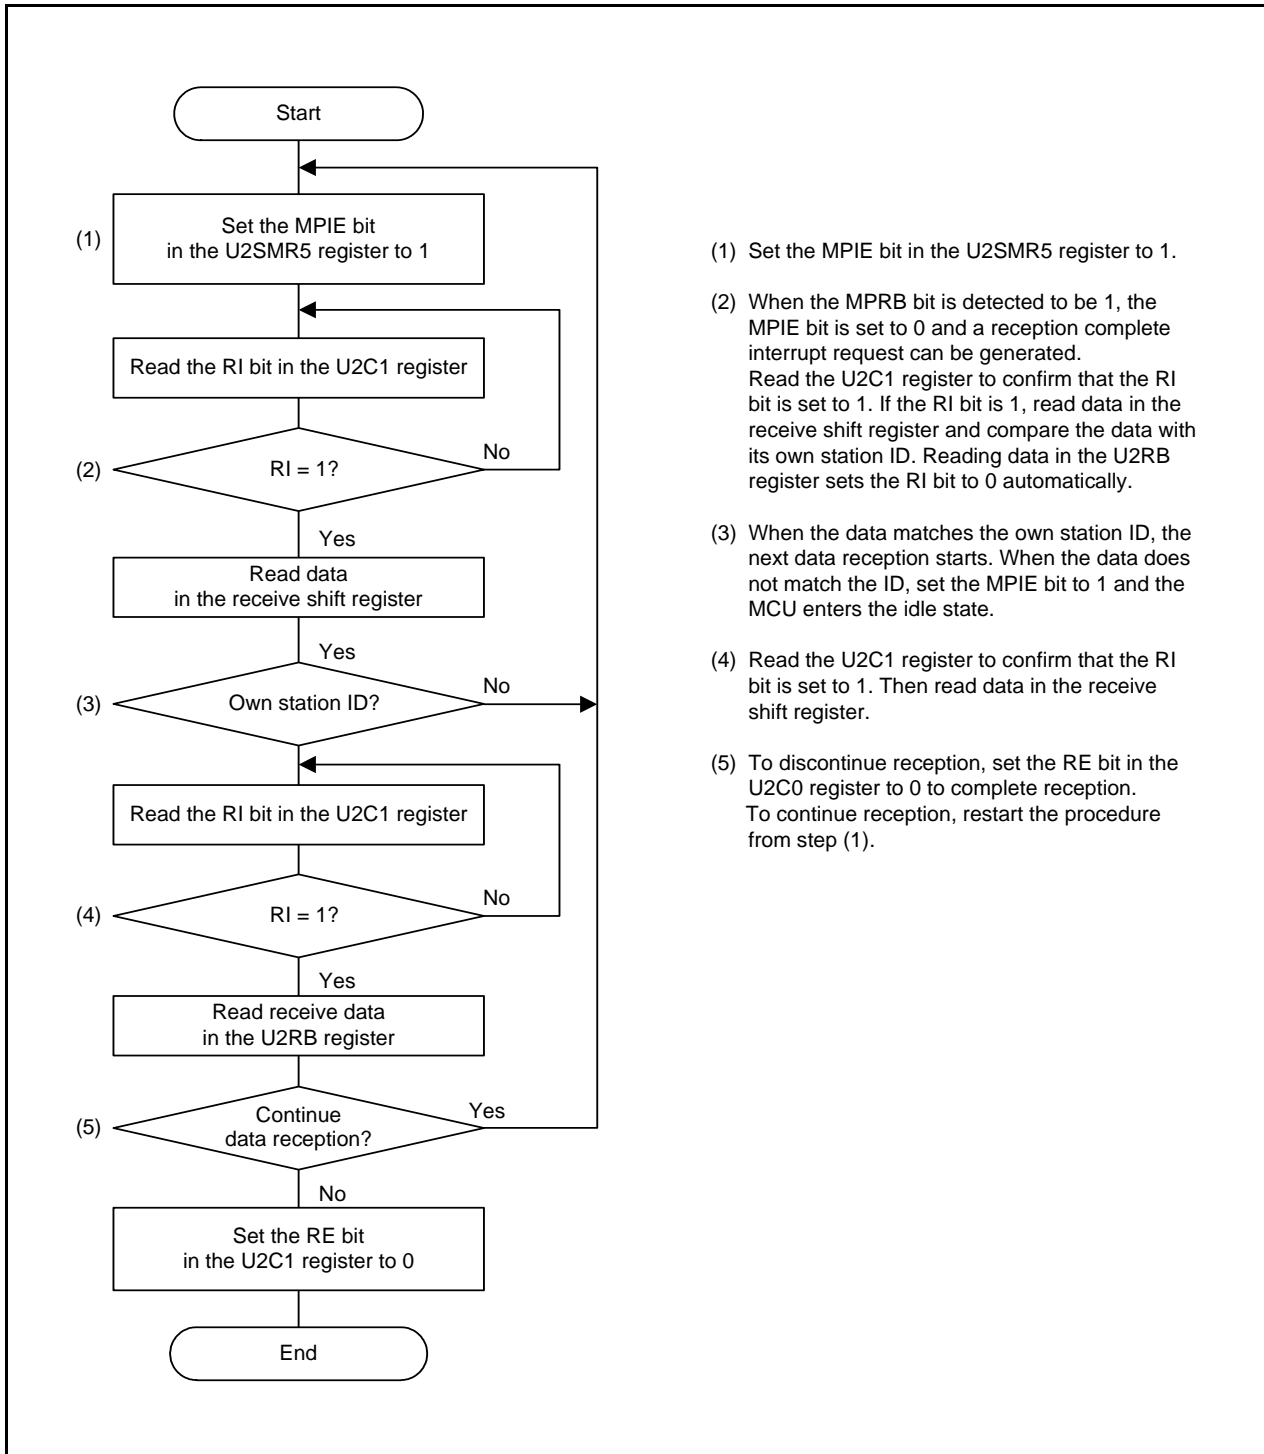 Start
(1)
Set the MPIE bit
in the U2SMR5 register to 1
Read the RI bit in the U2C1 register
(2)
RI = 1?
No
Yes
Read data
in the receive shift register
Yes
(3)
Own station ID?
No
Read the RI bit in the U2C1 register
(4)
RI = 1?
No
Yes
Read receive data
in the U2RB register
(5)
Continue
data reception?
Yes
No
Set the RE bit
in the U2C1 register to 0
End
(1) Set the MPIE bit in the U2SMR5 register to 1.
(2) When the MPRB bit is detected to be 1, the
MPIE bit is set to 0 and a reception complete
interrupt request can be generated.
Read the U2C1 register to confirm that the RI
bit is set to 1. If the RI bit is 1, read data in the
receive shift register and compare the data with
its own station ID. Reading data in the U2RB
register sets the RI bit to 0 automatically.
(3) When the data matches the own station ID, the
next data reception starts. When the data does
not match the ID, set the MPIE bit to 1 and the
MCU enters the idle state.
(4) Read the U2C1 register to confirm that the RI
bit is set to 1. Then read data in the receive
shift register.
(5) To discontinue reception, set the RE bit in the
U2C0 register to 0 to complete reception.
To continue reception, restart the procedure
from step (1).